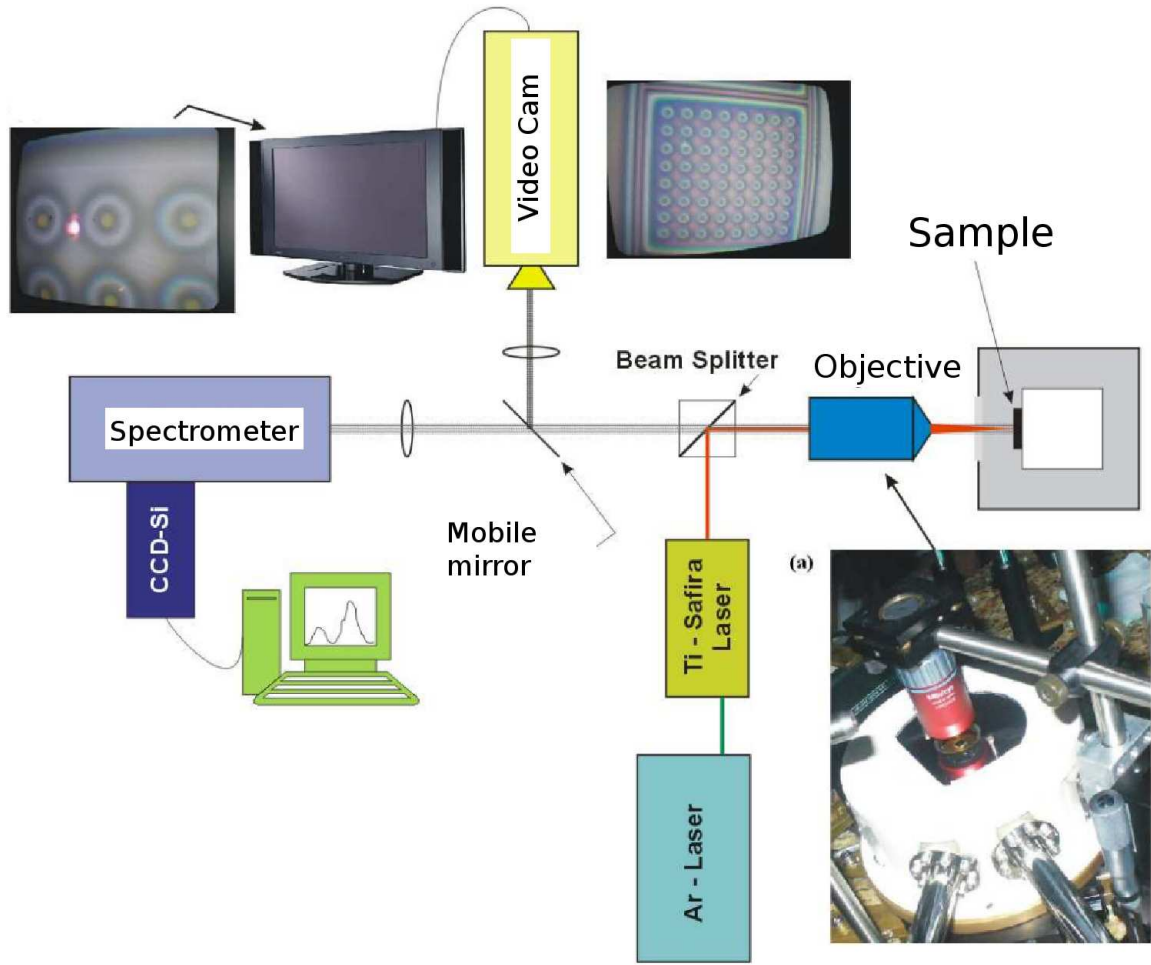 Video Cam
Sample
Beam Splitter
Objective
Spectrometer
Mobile
mirror
CCD-Si
(a)
Ti - Safira
Laser
Ar - Laser